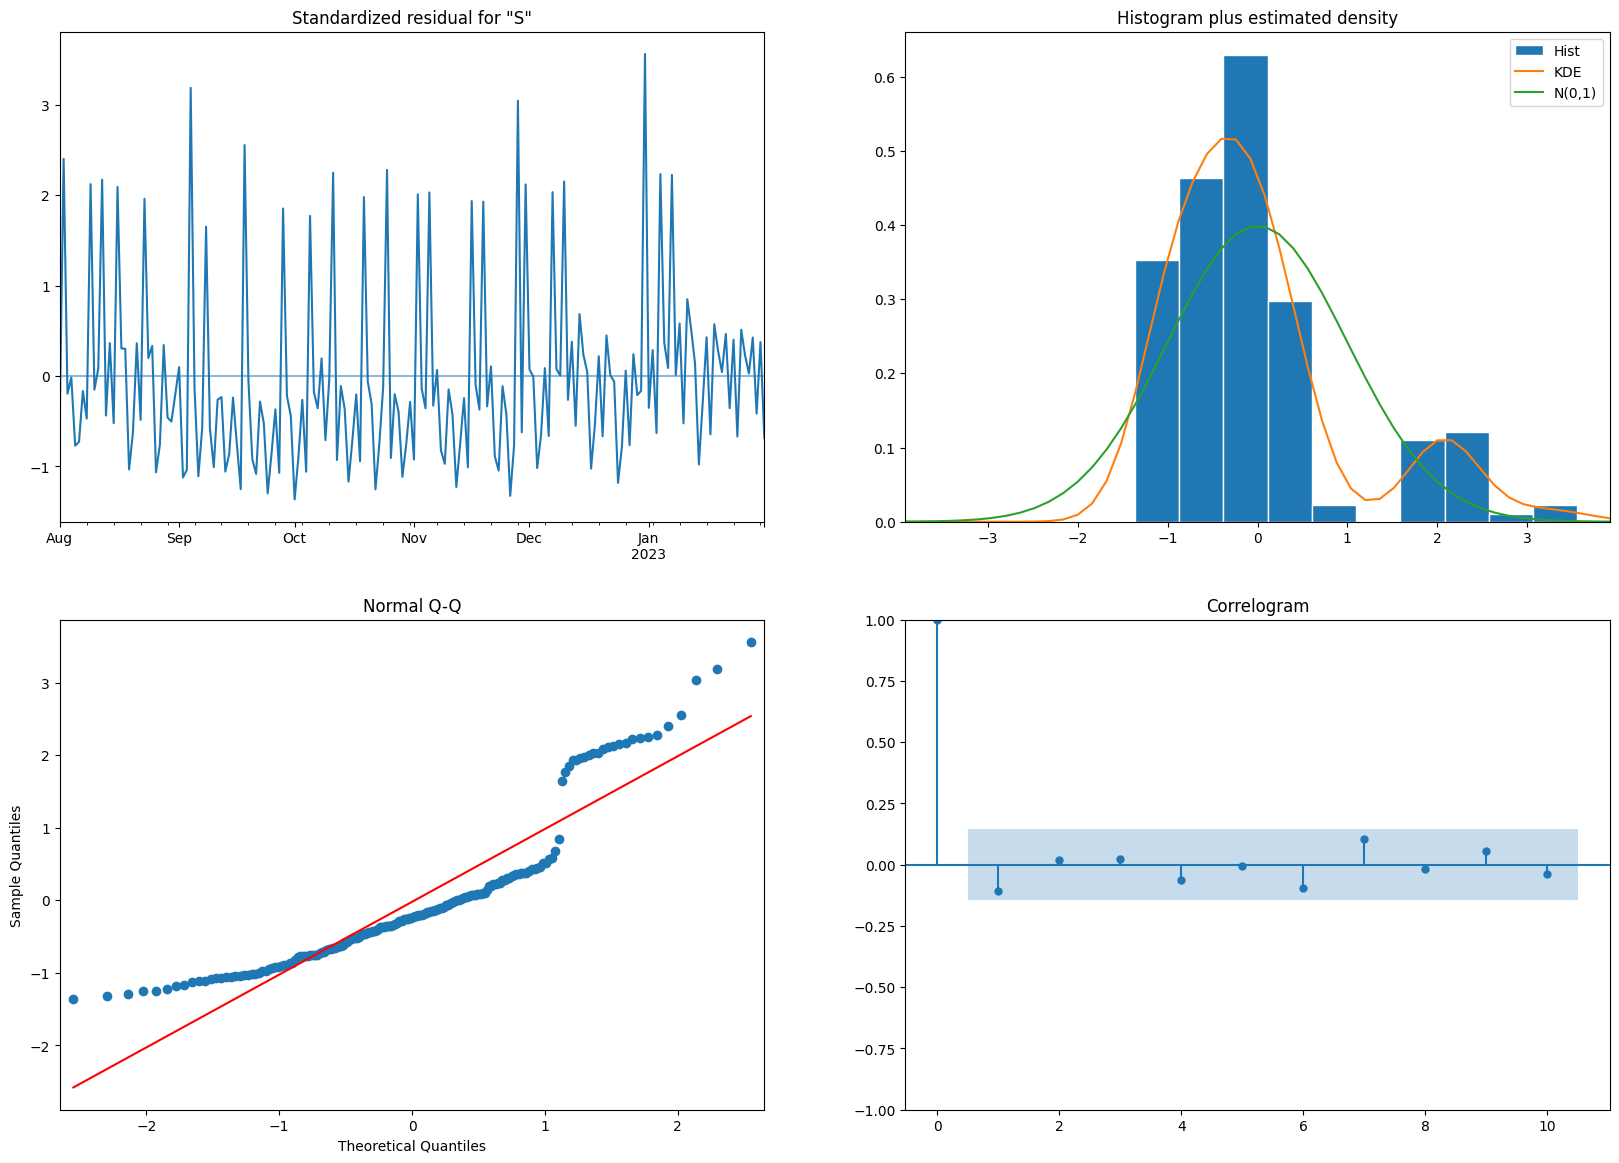 Standardized residual for "S"
3
2
1
0
−1
Aug Sep Oct Nov Dec Jan
2023
Histogram plus estimated density
Hist
KDE
N(0,1)
0.6
0.5
0.4
0.3
0.2
0.1
0.0
−3 −2 −1 0 1 2 3
Normal Q-Q
Sample Quantiles
3
2
1
0
−1
−2
−2 −1 0 1 2
Theoretical Quantiles
Correlogram
1.00
0.75
0.50
0.25
0.00
−0.25
−0.50
−0.75
−1.00
0 2 4 6 8 10